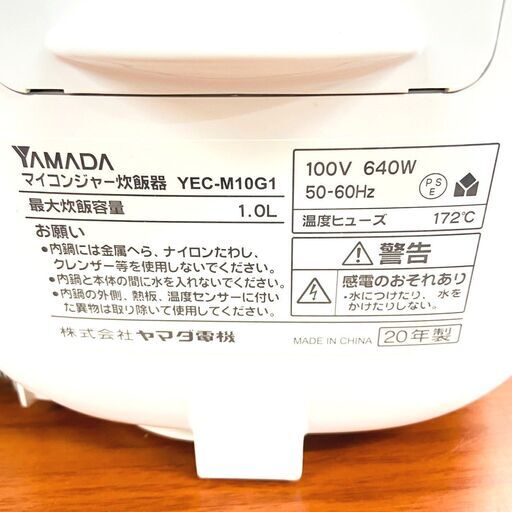 YAMADA
マイコンジャー炊飯器 YEC-M10G1
最大炊飯容量 1.0L
お願い
•内鍋には金属へら、ナイロンたわし、
クレンザー等を使用しないでください。
•内鍋と本体の間に水を入れないでください。
•内鍋の外側、熱板、温度センサーに付い
た異物は取り除いて使用してください。
株式会社 ヤマダ電機
100V 640W
50-60Hz
PSE
温度ヒューズ 172℃
警告
感電のおそれあり
・水につけたり、水を
かけたりしない。
MADE IN CHINA 20年製